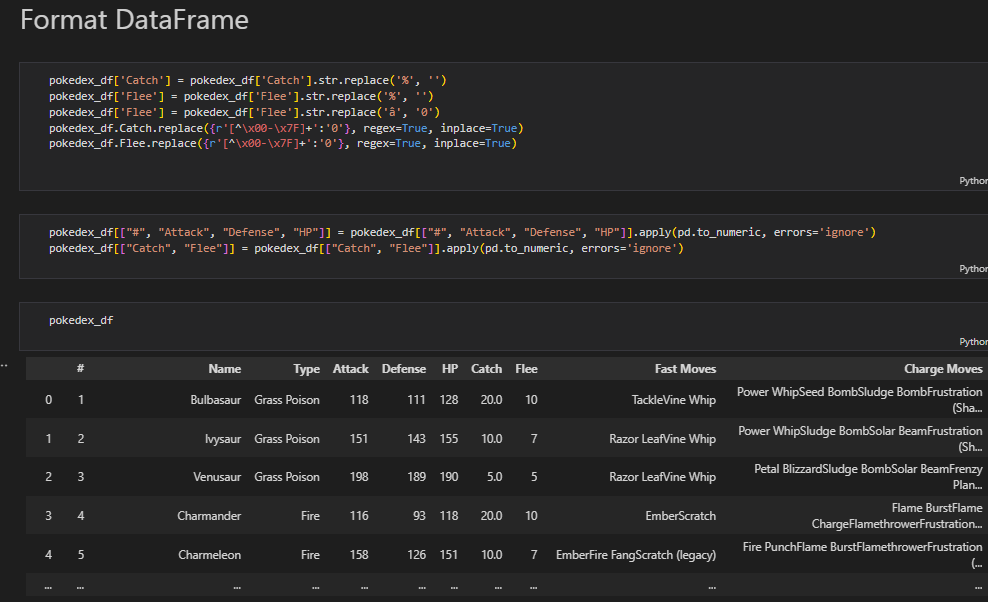 Format DataFrame
pokedex_df['Catch'] = pokedex_df['Catch'].str.replace('%', '')
pokedex_df['Flee'] = pokedex_df['Flee'].str.replace('%', '')
pokedex_df['Flee'] = pokedex_df['Flee'].str.replace('â', '0')
pokedex_df.Catch.replace({r'[^\x00-\x7F]+':'0'}, regex=True, inplace=True)
pokedex_df.Flee.replace({r'[^\x00-\x7F]+':'0'}, regex=True, inplace=True)
Python
pokedex_df[["#", "Attack", "Defense", "HP"]] = pokedex_df[["#", "Attack", "Defense", "HP"]].apply(pd.to_numeric, errors='ignore')
pokedex_df[["Catch", "Flee"]] = pokedex_df[["Catch", "Flee"]].apply(pd.to_numeric, errors='ignore')
Python
pokedex_df
Python
...
# Name Type Attack Defense HP Catch Flee Fast Moves Charge Moves
0 1 Bulbasaur Grass Poison 118 111 128 20.0 10 TackleVine Whip Power WhipSeed BombSludge BombFrustration
(Sha...
1 2 Ivysaur Grass Poison 151 143 155 10.0 7 Razor LeafVine Whip Power WhipSludge BombSolar BeamFrustration
(Sh...
2 3 Venusaur Grass Poison 198 189 190 5.0 5 Razor LeafVine Whip Petal BlizzardSludge BombSolar BeamFrenzy
Plan...
3 4 Charmander Fire 116 93 118 20.0 10 EmberScratch Flame BurstFlame
ChargeFlamethrowerFrustration...
4 5 Charmeleon Fire 158 126 151 10.0 7 EmberFire FangScratch (legacy) Fire PunchFlame BurstFlamethrowerFrustration
(...
... ... ... ... ... ... ... ... ... ... ...